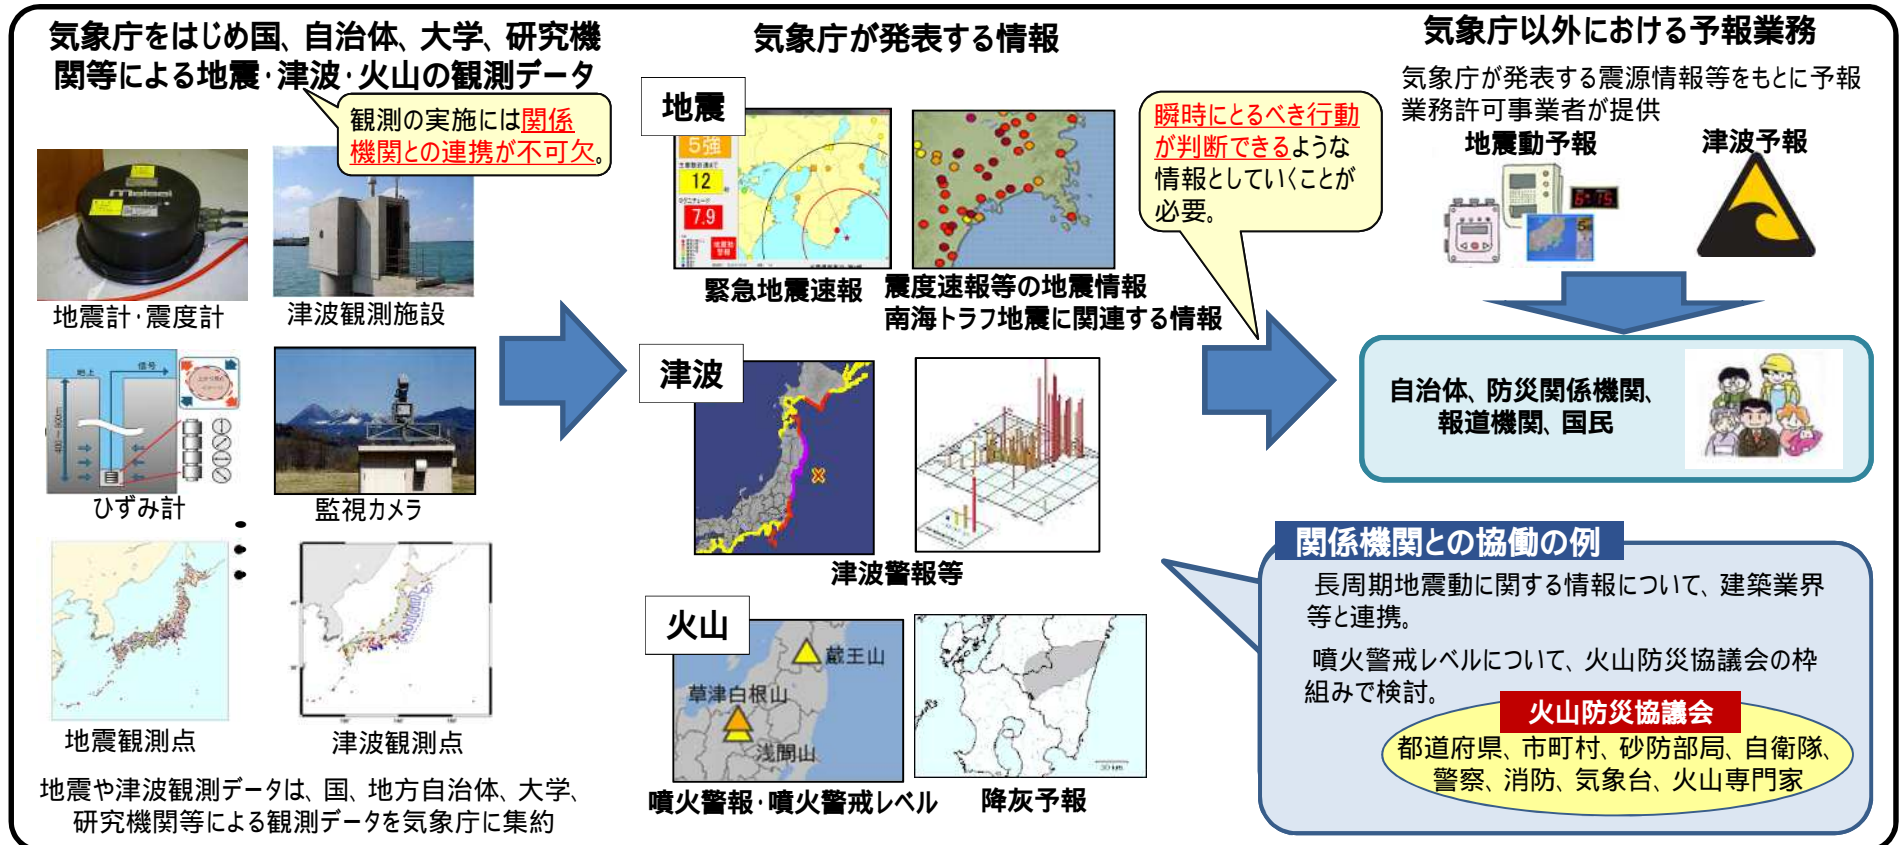 気象庁をはじめ国、自治体、大学、研究機
関等による地震・津波・火山の観測データ
観測の実施には関係
機関との連携が不可欠。
地震計・震度計
津波観測施設
地上
信号
400～800m
ひずみ計
監視カメラ
地震観測点
津波観測点
地震や津波観測データは、国、地方自治体、大学、
研究機関等による観測データを気象庁に集約
気象庁が発表する情報
地震
5強
12
マグニチュード
7.9
緊急地震速報
震度速報等の地震情報
南海トラフ地震に関連する情報
津波
津波警報等
火山
蔵王山
草津白根山
浅間山
噴火警報・噴火警戒レベル
30 km
降灰予報
瞬時にとるべき行動
が判断できるような
情報としていくことが
必要。
気象庁以外における予報業務
気象庁が発表する震源情報等をもとに予報
業務許可事業者が提供
地震動予報
津波予報
自治体、防災関係機関、
報道機関、国民
関係機関との協働の例
長周期地震動に関する情報について、建築業界
等と連携。
噴火警戒レベルについて、火山防災協議会の枠
組みで検討。
火山防災協議会
都道府県、市町村、砂防部局、自衛隊、
警察、消防、気象台、火山専門家